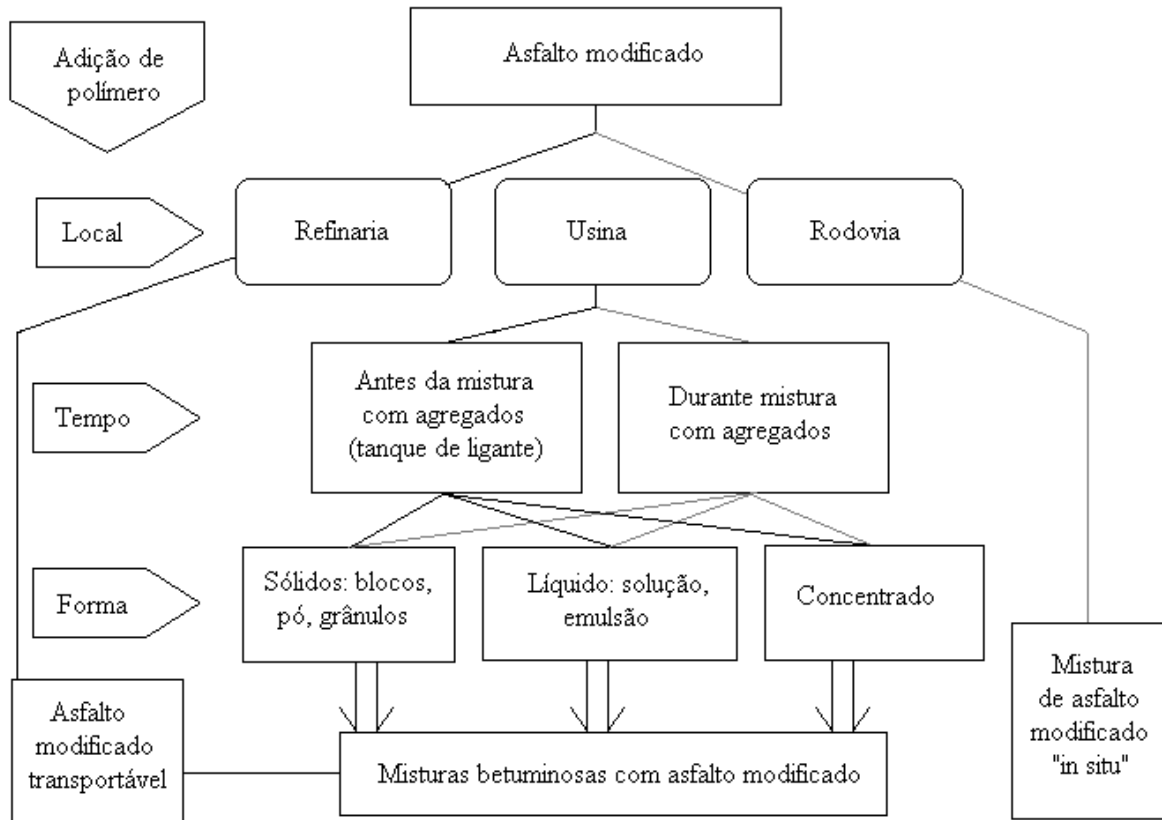 Adição de
polímero
Asfalto modificado
Local
Refinaria
Usina
Rodovia
Tempo
Antes da mistura
com agregados
(tanque de ligante)
Durante mistura
com agregados
Forma
Sólidos: blocos,
pó, grânulos
Líquido: solução,
emulsão
Concentrado
Asfalto
modificado
transportável
Misturas betuminosas com asfalto modificado
Mistura
de asfalto
modificado
"in situ"